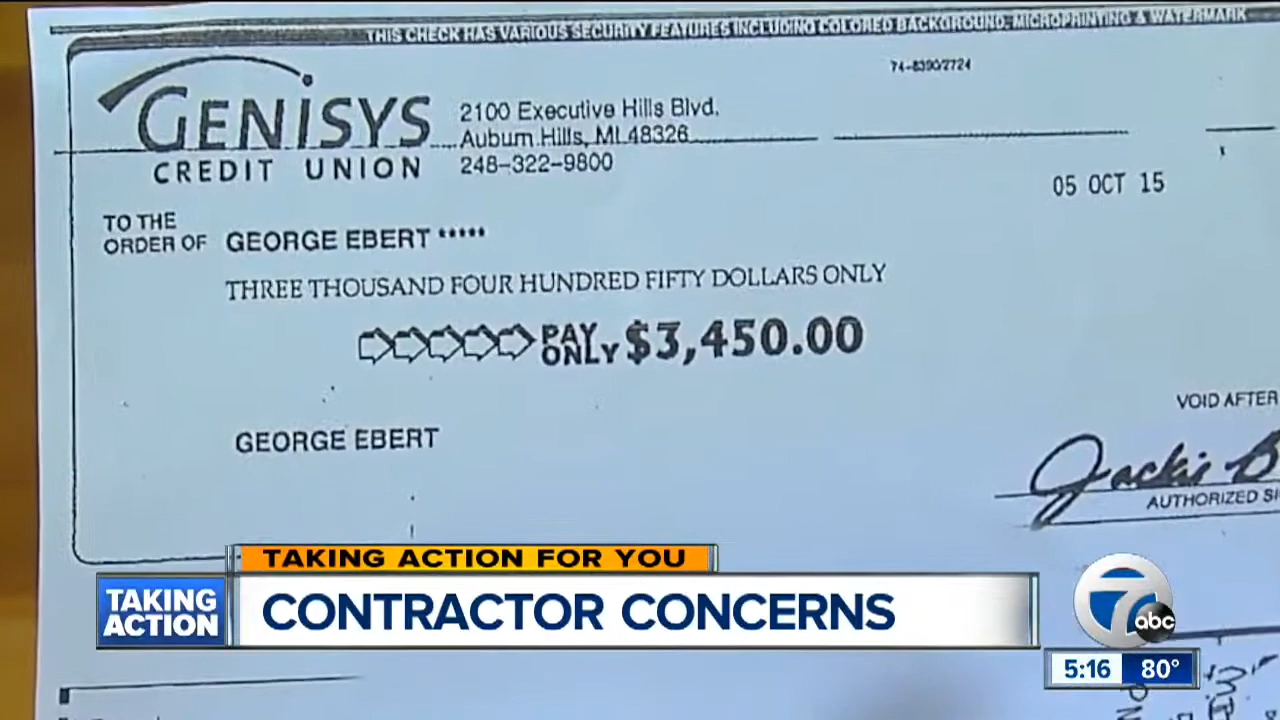 THIS CHECK HAS VARIOUS SECURITY FEATURES INCLUDING COLORED BACKGROUND, MICROPRINTING & WATERMARK
74-8390/2724
GENISYS
CREDIT UNION
2100 Executive Hills Blvd.
Auburn Hills, MI 48326
248-322-9800
05 OCT 15
TO THE
ORDER OF GEORGE EBERT *****
THREE THOUSAND FOUR HUNDRED FIFTY DOLLARS ONLY
PAY ONLY $3,450.00
VOID AFTER
GEORGE EBERT
Jackie B
AUTHORIZED SI
TAKING ACTION FOR YOU
TAKING ACTION
CONTRACTOR CONCERNS
7 abc
5:16 80°